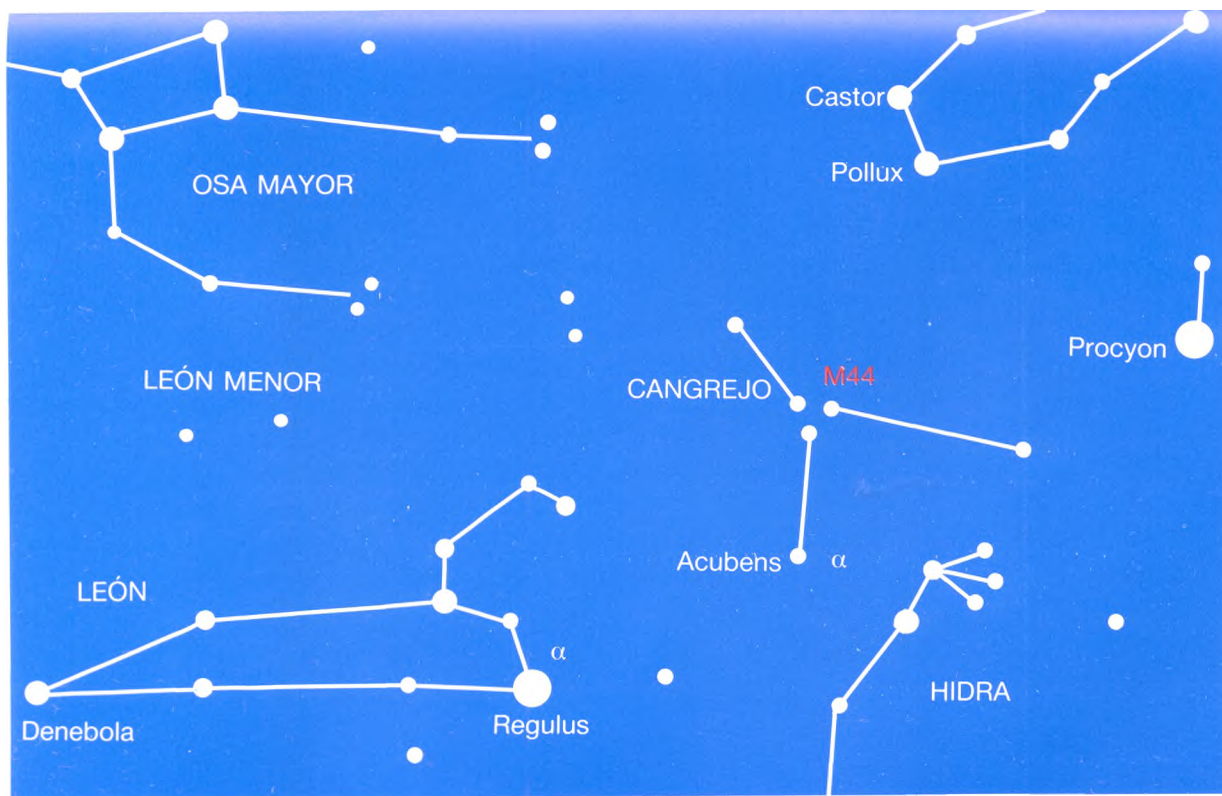 Castor
Pollux
OSA MAYOR
Procyon
LEÓN MENOR
CANGREJO
M44
Acubens α
LEÓN
α
Denebola
Regulus
HIDRA